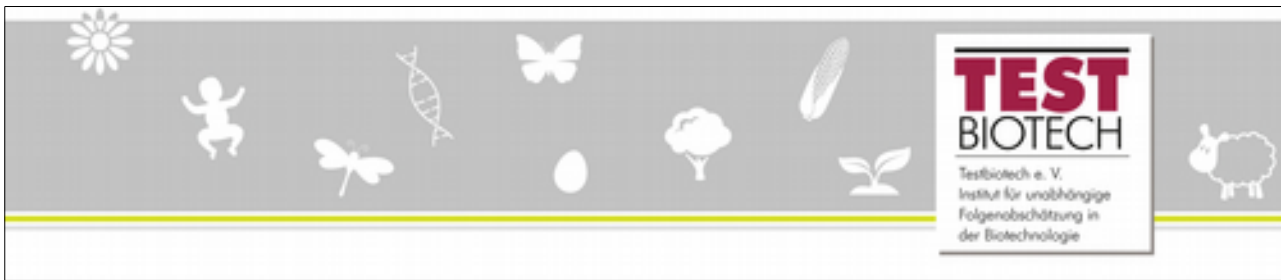 TEST
BIOTECH
Testbiotech e. V.
Institut für unabhängige
Folgenabschätzung in
der Biotechnologie